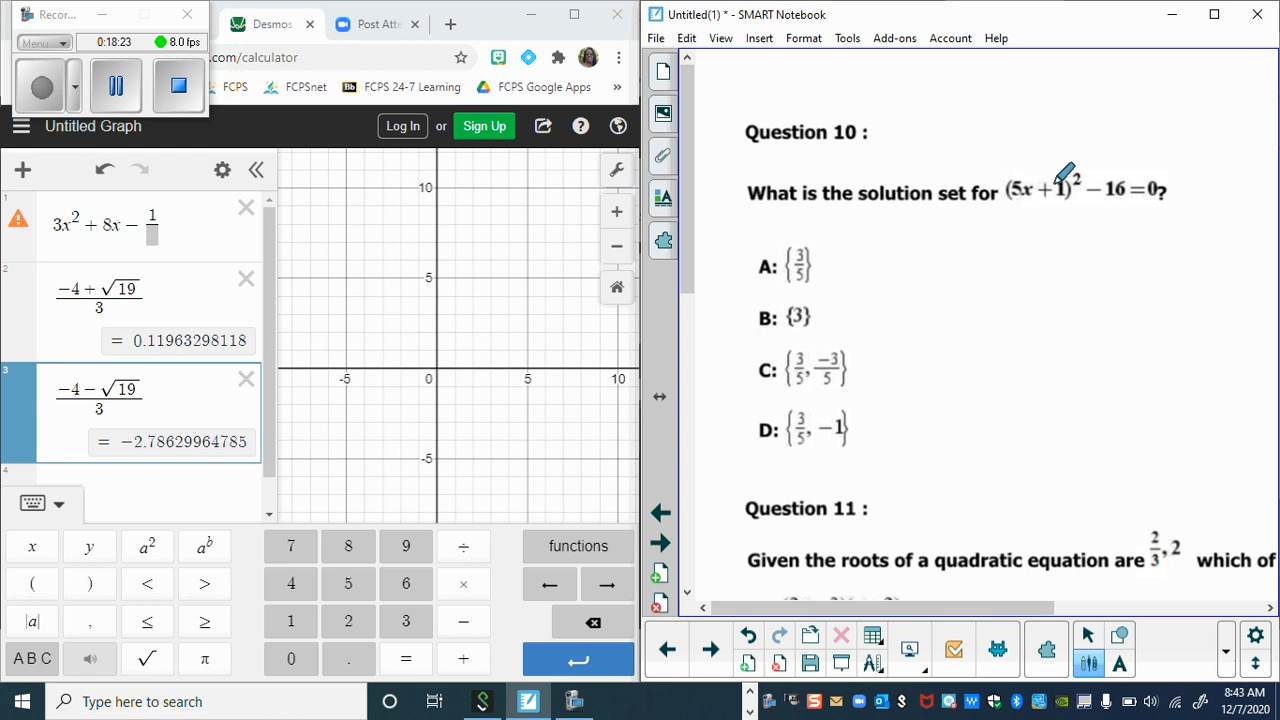 Recor...
Menu
0:18:23
8.0 fps
Desmos
Post Atte
.com/calculator
FCPS
FCPSnet
Bb FCPS 24-7 Learning
FCPS Google Apps
»
Untitled Graph
Log In
or
Sign Up
1
3x² + 8x − 1/
2
(−4 + √19)/3
= 0.11963298118
3
(−4 − √19)/3
= −2.78629964785
4
10
5
-5
0
5
10
-5
x y a² aᵇ 7 8 9 ÷ functions
( ) < > 4 5 6 × ← →
|a| , ≤ ≥ 1 2 3 −
A B C √ π 0 . = +
Untitled(1) * - SMART Notebook
File Edit View Insert Format Tools Add-ons Account Help
Question 10 :
What is the solution set for (5x + 1)² − 16 = 0?
A: {3/5}
B: {3}
C: {3/5, −3/5}
D: {3/5, −1}
Question 11 :
Given the roots of a quadratic equation are 2/3, 2 which of
Type here to search
8:43 AM
12/7/2020